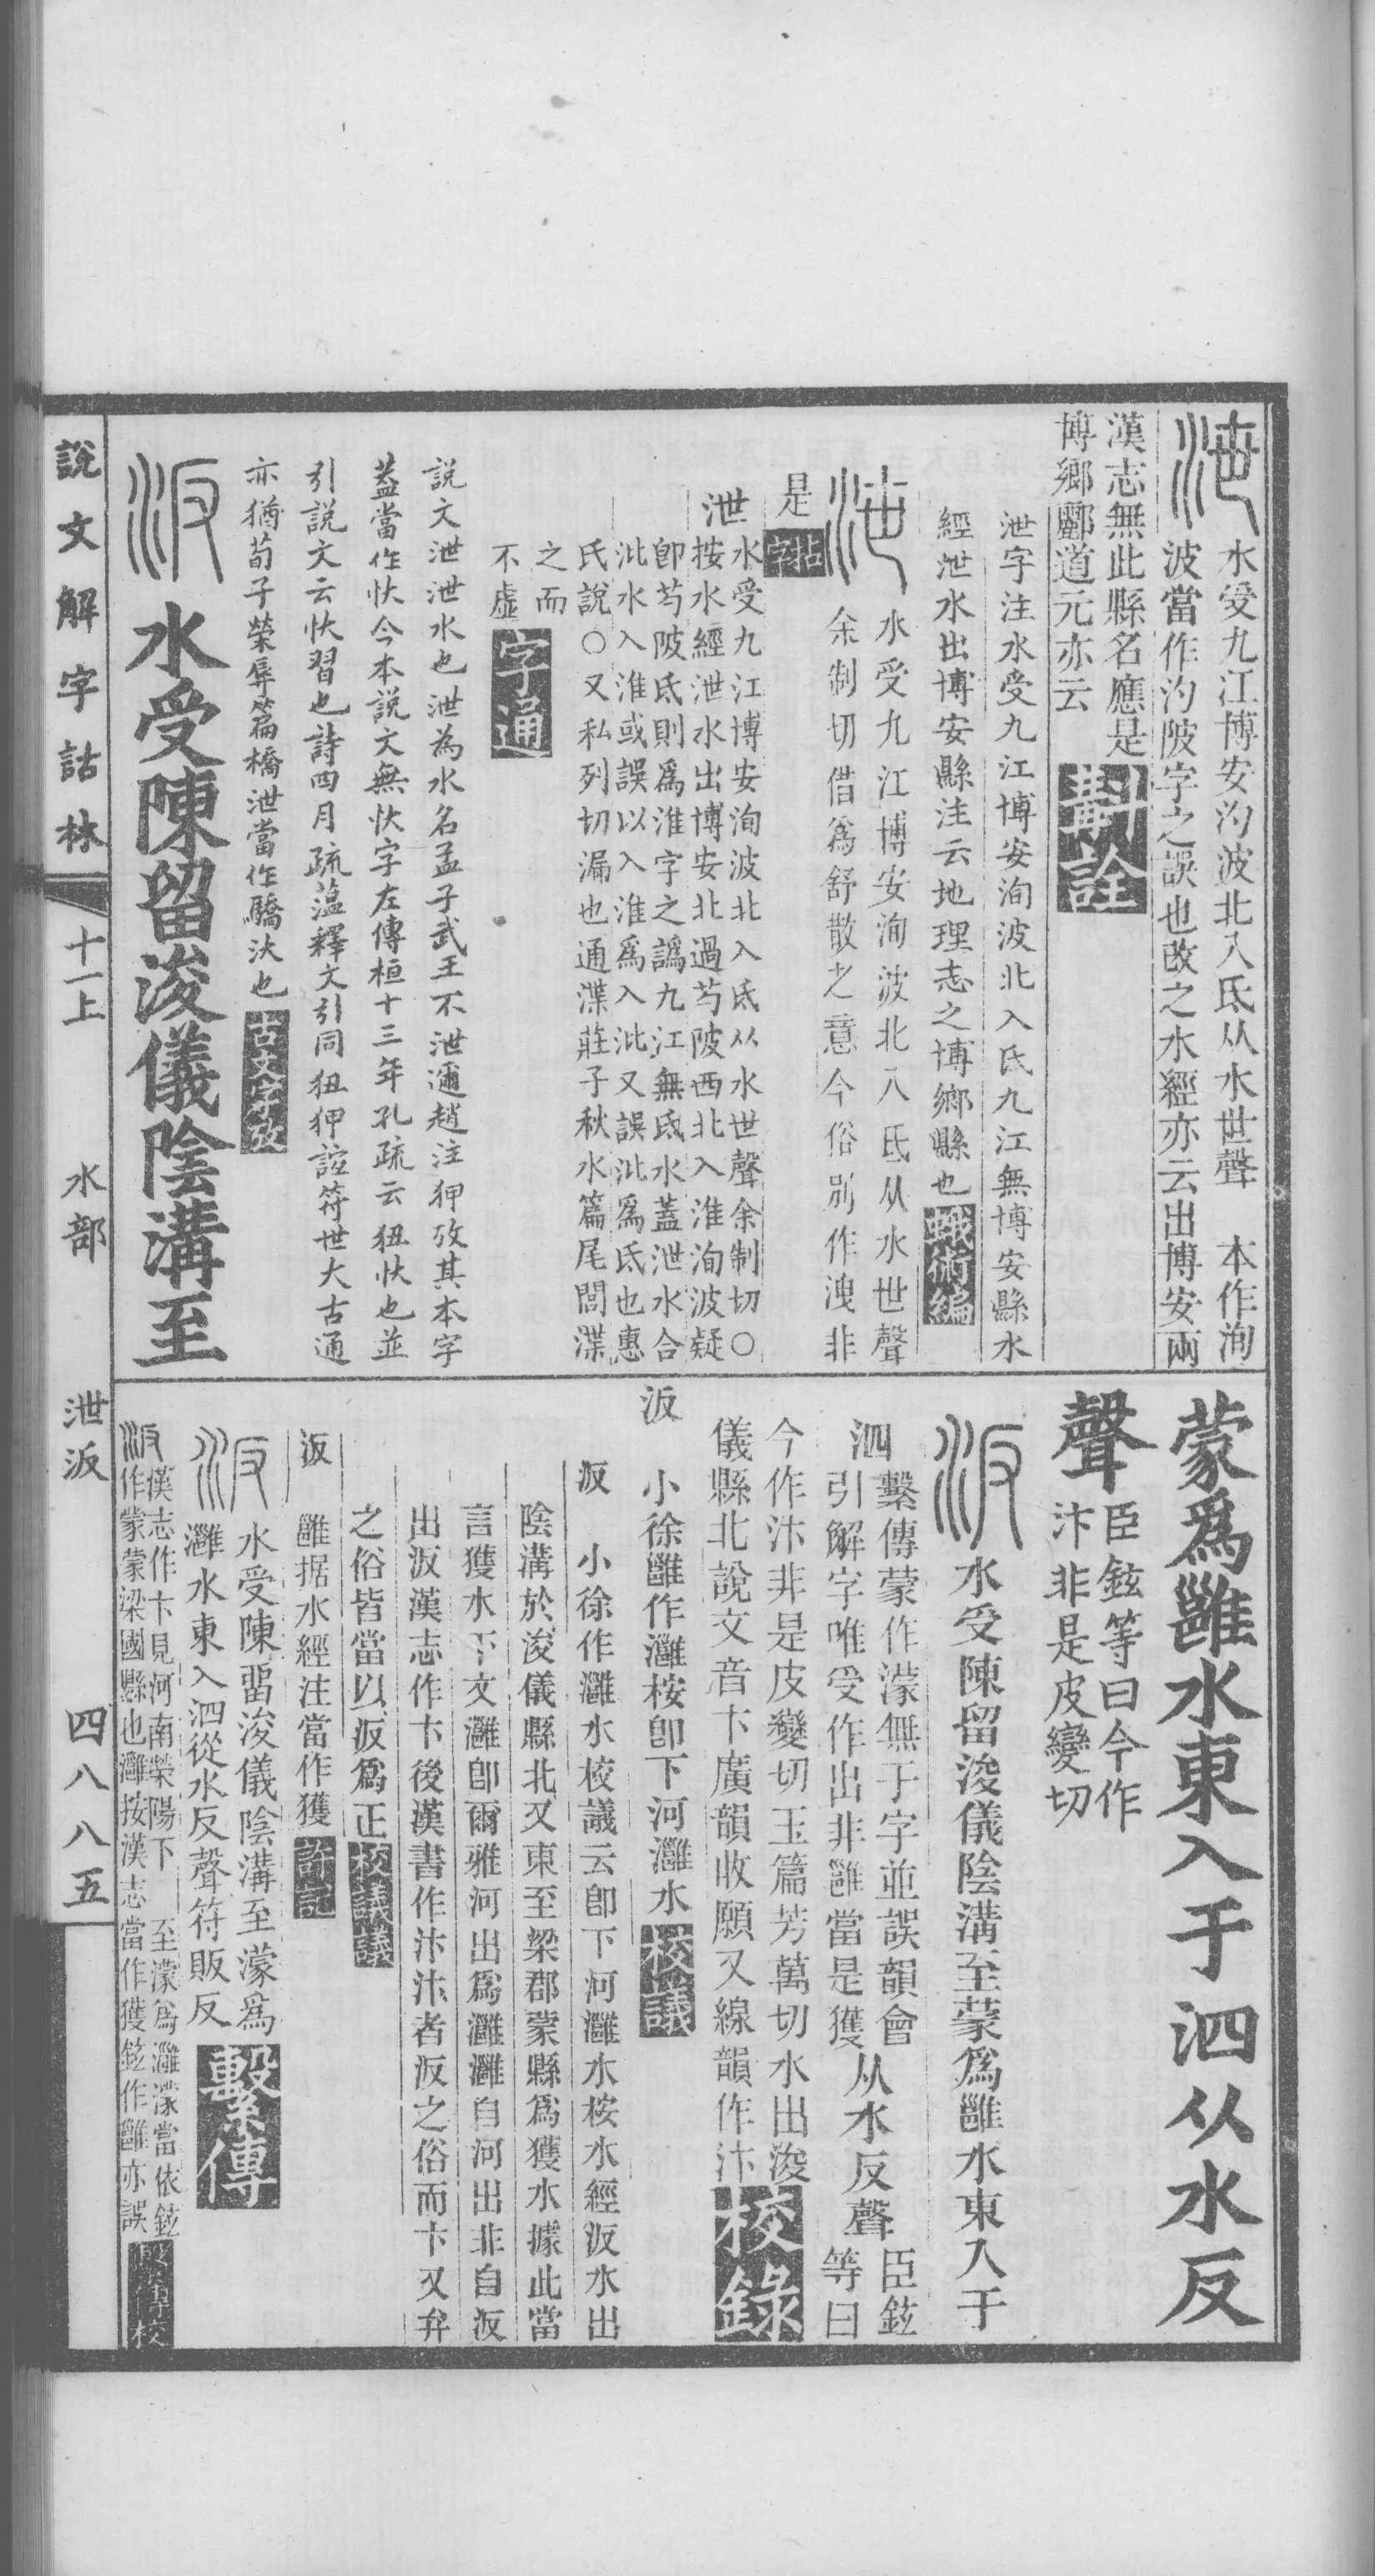 泄
水受九江博安汋波北入氐从水世聲　本作洵
波當作汋陂字之誤也改之水經亦云出博安兩
漢志無此縣名應是
博鄉酈道元亦云
斠詮
泄字注水受九江博安洵波北入氐九江無博安縣水
經泄水出博安縣注云地理志之博鄉縣也蛾術編
泄
水受九江博安洵波北入氐从水世聲
余制切借爲舒散之意今俗別作洩非
是
泄
水受九江博安洵波北入氐从水世聲余制切○
按水經泄水出博安北過芍陂西北入淮洵波疑
卽芍陂氐則爲淮字之譌九江無氐水蓋泄水合
沘水入淮或誤以入淮爲入沘又誤沘爲氐也惠
氏說○又私列切漏也通渫莊子秋水篇尾閭渫
之而
不虛字通
說文泄泄水也泄為水名孟子武王不泄邇趙注狎攷其本字
葢當作忕今本説文無忕字左傳桓十三年孔疏云狃忕也並
引説文云忕習也詩四月疏蕰釋文引同狃狎誼符世大古通
亦猶荀子榮辱篇橋泄當作驕汏也古文字攷
汳
水受陳留浚儀陰溝至
蒙爲雝水東入于泗从水反
聲
臣鉉等曰今作
汴非是皮變切
汳
水受陳留浚儀陰溝至蒙爲雝水東入于
泗
繫傳蒙作濛無于字並誤韻會
引解字唯受作出非雝當是獲
从水反聲
臣鉉
等曰
今作汴非是皮變切玉篇芳萬切水出浚
儀縣北說文音卞廣韻收願又線韻作汴
校錄
汳
小徐雝作灉桉卽下河灉水校議
汳
小徐作灉水校議云卽下河灉水桉水經汳水出
陰溝於浚儀縣北又東至梁郡蒙縣爲獲水據此當
言獲水下文灉卽爾雅河出爲灉灉自河出非自汳
出汳漢志作卞後漢書作汴汴者汳之俗而卞又弁
之俗皆當以汳爲正校議議
汳
雝据水經注當作獲許記
汳
水受陳畱浚儀陰溝至濛爲
灉水東入泗從水反聲符販反
繫傳
汳
漢志作卞見河南滎陽下　至濛爲灉濛當依鉉
作蒙蒙梁國縣也灉按漢志當作獲鉉作雝亦誤
說文解字詁林
十一上
水部
泄汳
四八八五